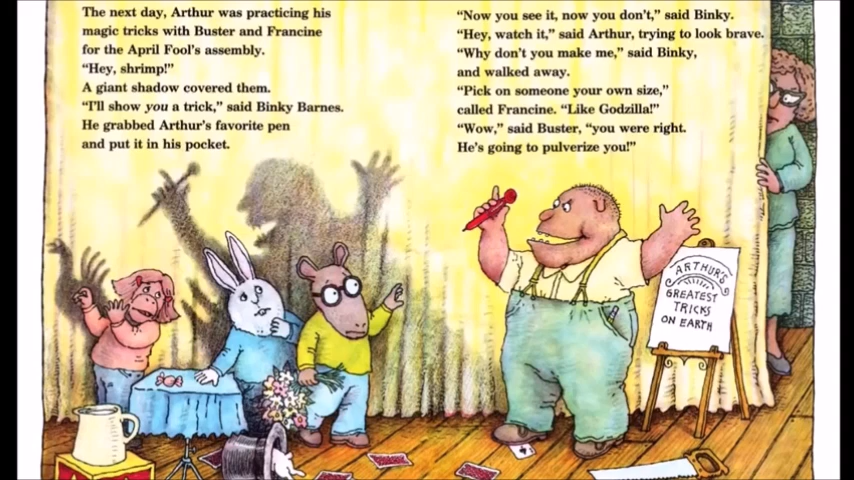 The next day, Arthur was practicing his
magic tricks with Buster and Francine
for the April Fool's assembly.
“Hey, shrimp!”
A giant shadow covered them.
“I'll show you a trick,” said Binky Barnes.
He grabbed Arthur's favorite pen
and put it in his pocket.
“Now you see it, now you don't,” said Binky.
“Hey, watch it,” said Arthur, trying to look brave.
“Why don't you make me,” said Binky,
and walked away.
“Pick on someone your own size,”
called Francine. “Like Godzilla!”
“Wow,” said Buster, “you were right.
He's going to pulverize you!”
ARTHUR'S
GREATEST
TRICKS
ON EARTH